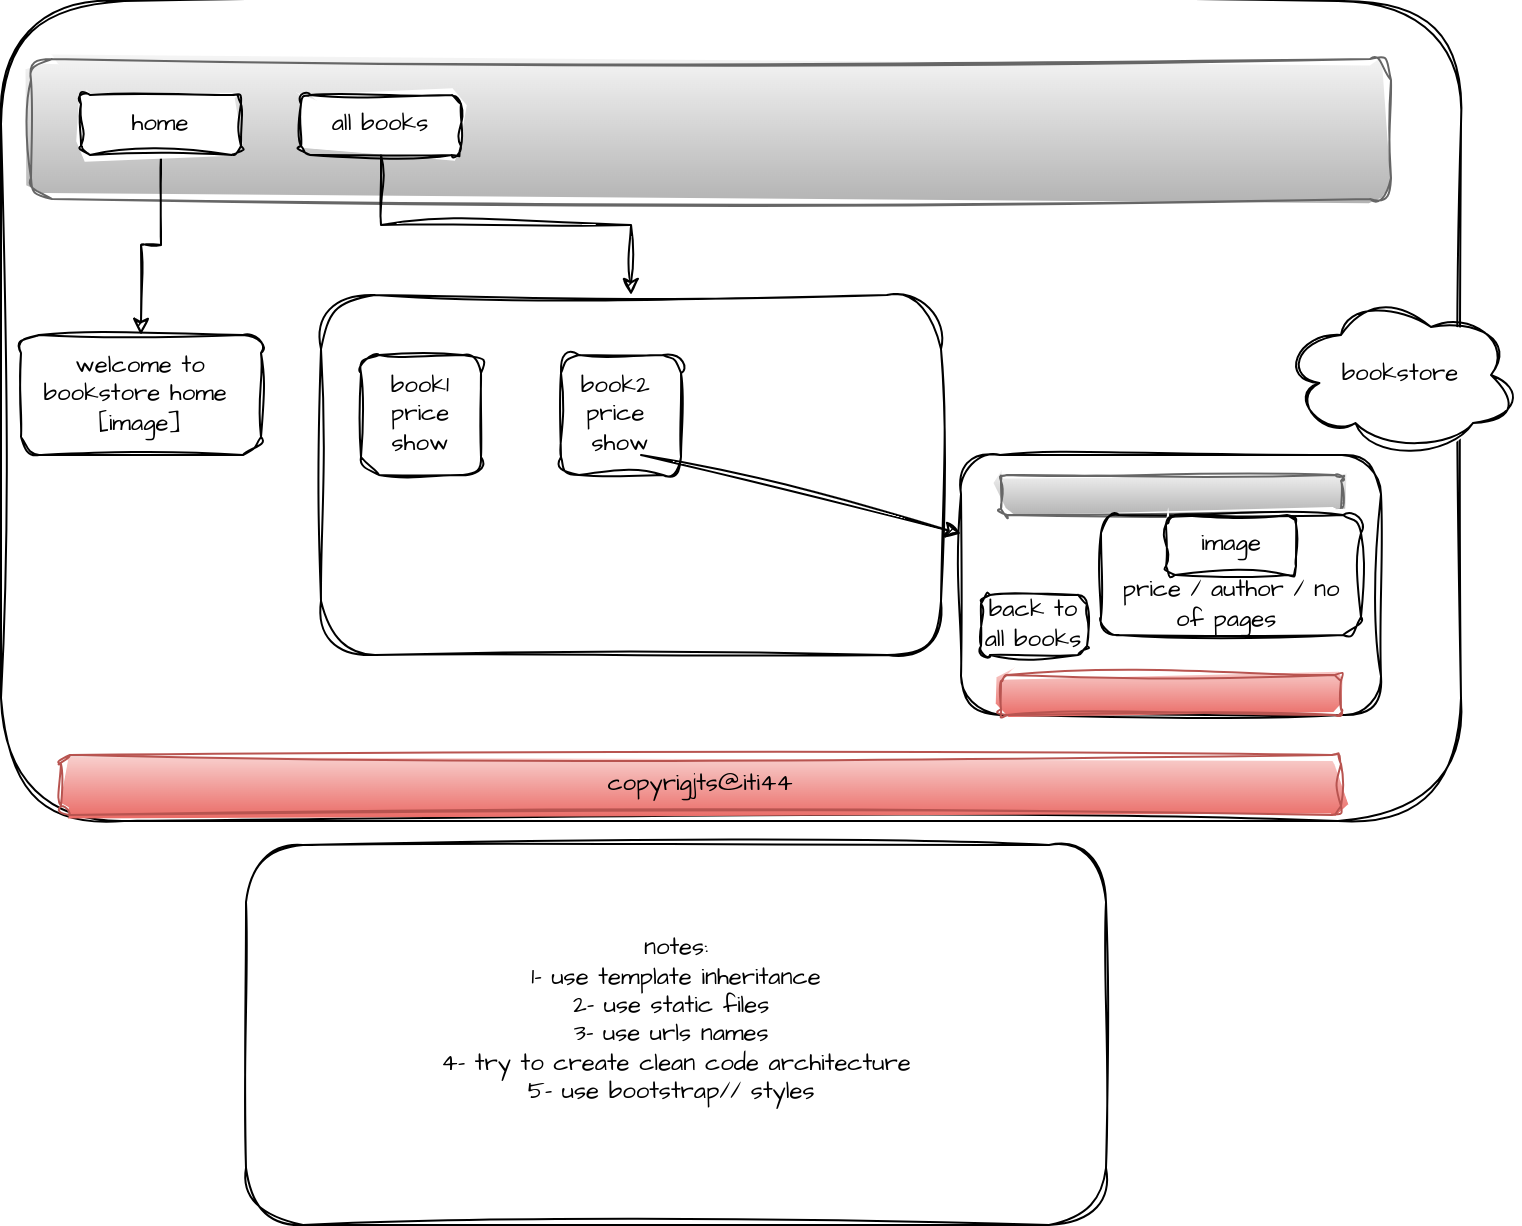 home
all books
welcome to
bookstore home
[image]
book1
price
show
book2
price
show
bookstore
image
price / author / no
of pages
back to
all books
copyrigjts@iti44
notes:
1- use template inheritance
2- use static files
3- use urls names
4- try to create clean code architecture
5- use bootstrap// styles